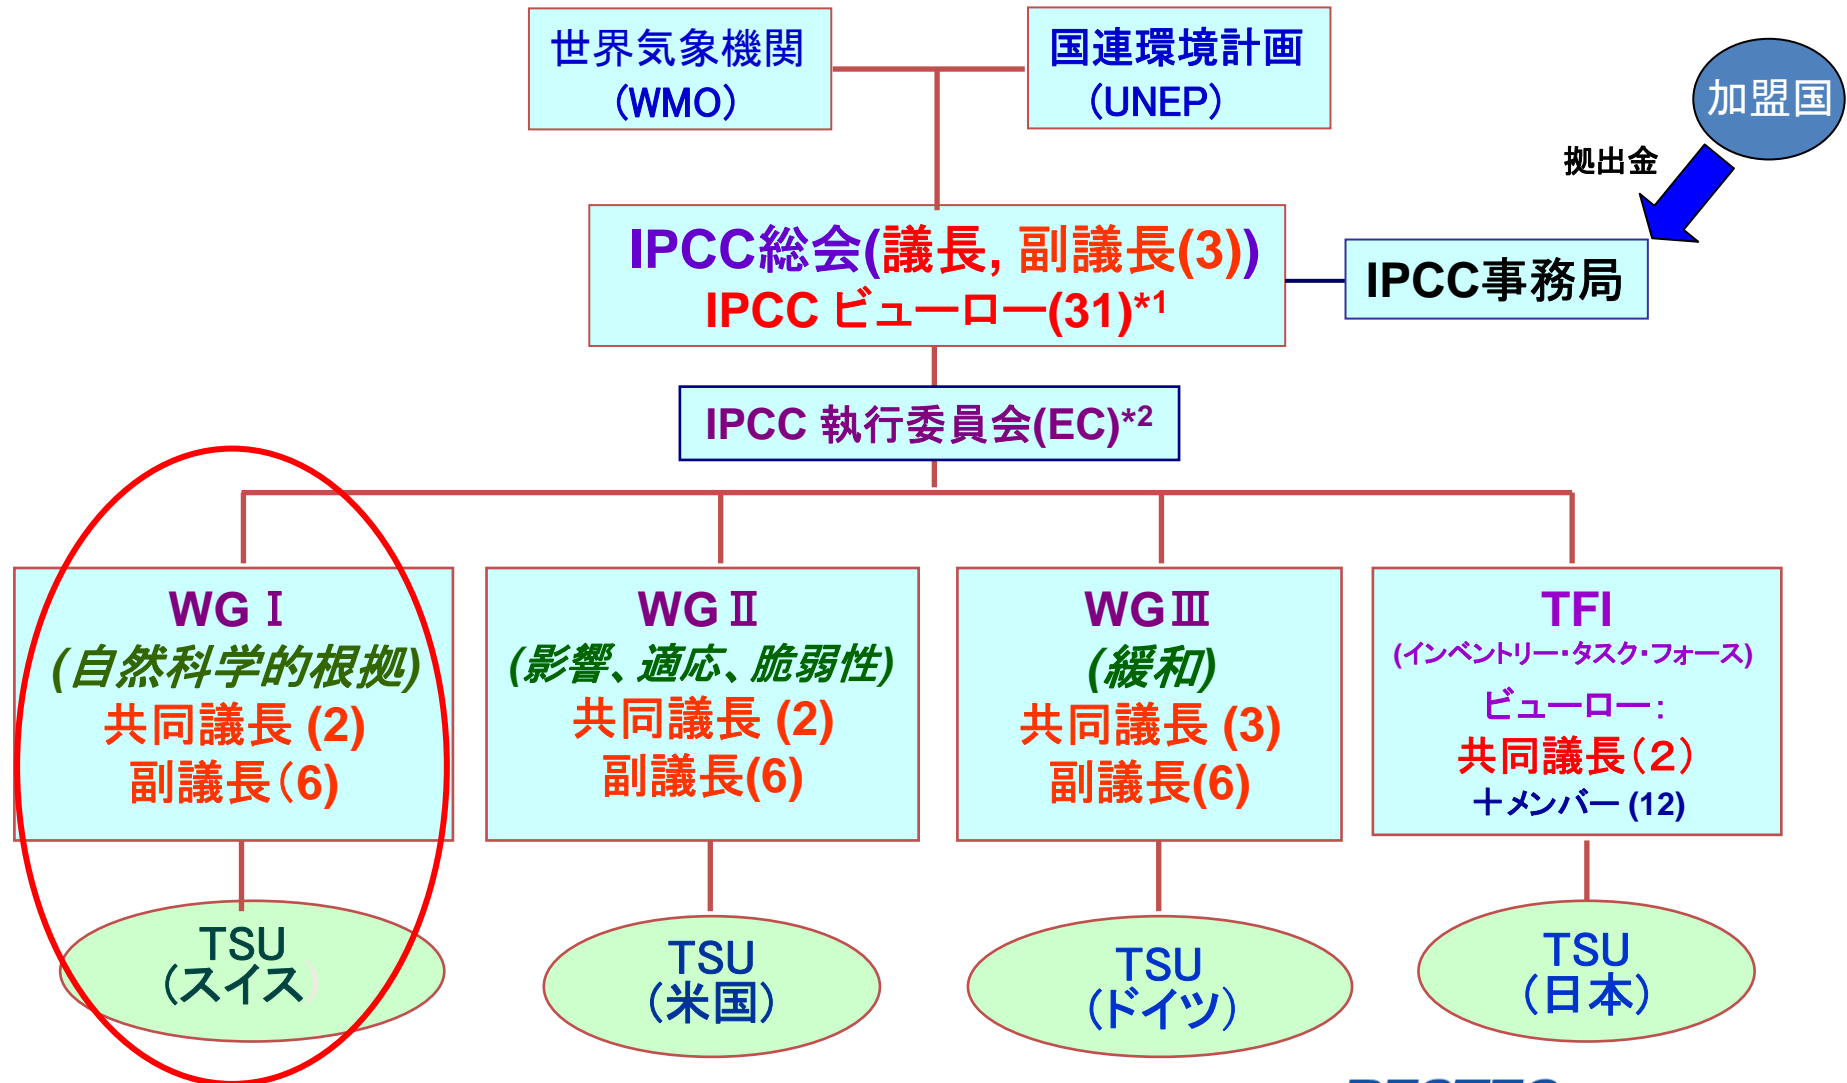 世界気象機関
(WMO)
国連環境計画
(UNEP)
加盟国
拠出金
IPCC総会(議長, 副議長(3))
IPCC ビューロー(31)*1
IPCC事務局
IPCC 執行委員会(EC)*2
WG Ⅰ
(自然科学的根拠)
共同議長 (2)
副議長(6)
WG Ⅱ
(影響、適応、脆弱性)
共同議長 (2)
副議長(6)
WGⅢ
(緩和)
共同議長 (3)
副議長(6)
TFI
(インベントリー・タスク・フォース)
ビューロー:
共同議長(2)
＋メンバー (12)
TSU
(スイス)
TSU
(米国)
TSU
(ドイツ)
TSU
(日本)